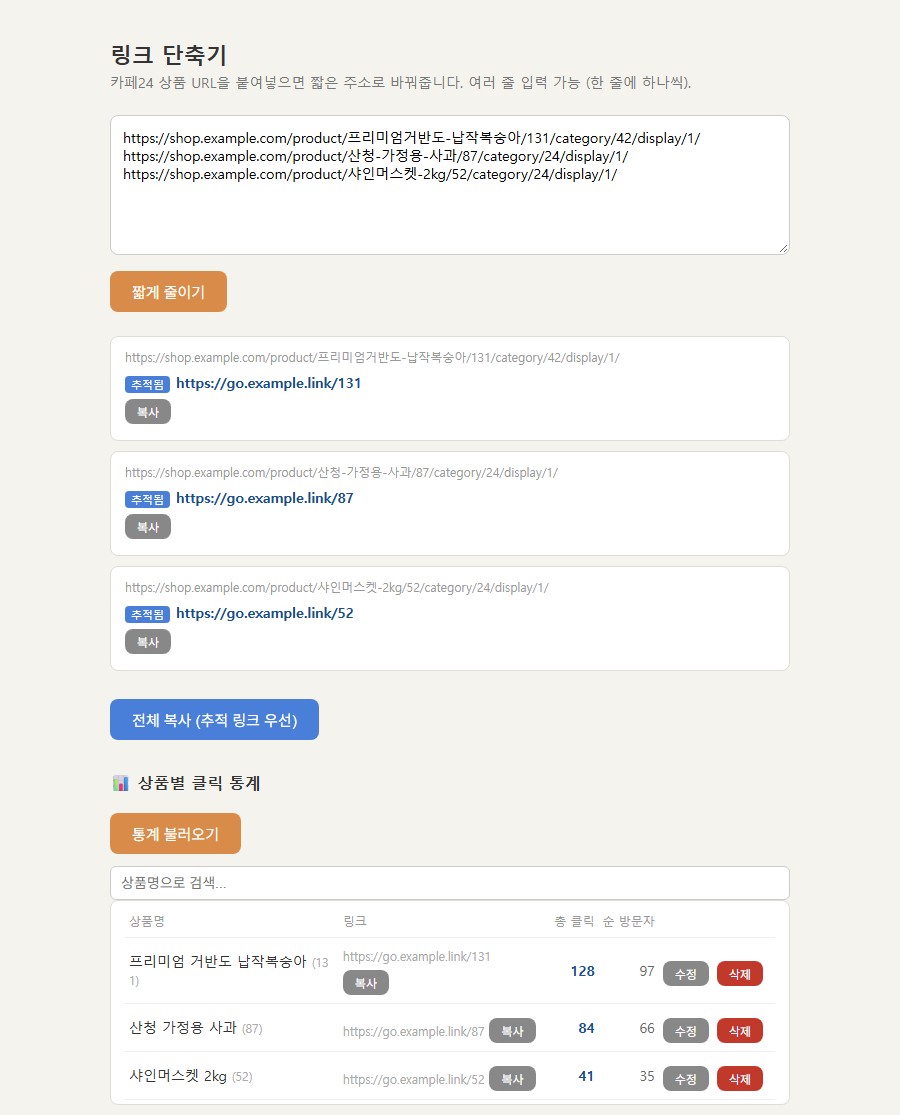 링크 단축기
카페24 상품 URL을 붙여넣으면 짧은 주소로 바꿔줍니다. 여러 줄 입력 가능 (한 줄에 하나씩).
https://shop.example.com/product/프리미엄거반도-납작복숭아/131/category/42/display/1/
https://shop.example.com/product/산청-가정용-사과/87/category/24/display/1/
https://shop.example.com/product/샤인머스켓-2kg/52/category/24/display/1/
짧게 줄이기
https://shop.example.com/product/프리미엄거반도-납작복숭아/131/category/42/display/1/
추적됨 https://go.example.link/131
복사
https://shop.example.com/product/산청-가정용-사과/87/category/24/display/1/
추적됨 https://go.example.link/87
복사
https://shop.example.com/product/샤인머스켓-2kg/52/category/24/display/1/
추적됨 https://go.example.link/52
복사
전체 복사 (추적 링크 우선)
상품별 클릭 통계
통계 불러오기
상품명으로 검색...
상품명 링크 총 클릭 순 방문자
프리미엄 거반도 납작복숭아 (13
1)
https://go.example.link/131
복사
128 97 수정 삭제
산청 가정용 사과 (87) https://go.example.link/87 복사 84 66 수정 삭제
샤인머스켓 2kg (52) https://go.example.link/52 복사 41 35 수정 삭제